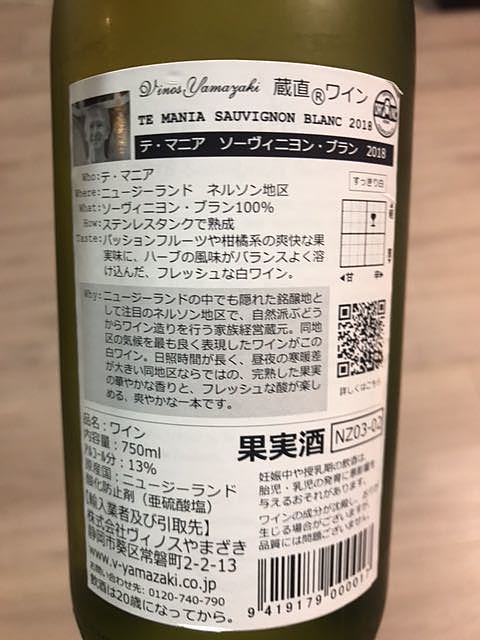 Vinos Yamazaki 蔵直®ワイン
TE MANIA SAUVIGNON BLANC 2018
テ・マニア ソーヴィニヨン・ブラン 2018
Who:テ・マニア
Where:ニュージーランド ネルソン地区
What:ソーヴィニヨン・ブラン100%
How:ステンレスタンクで熟成
Taste:パッションフルーツや柑橘系の爽快な果
実味に、ハーブの風味がバランスよく溶
け込んだ、フレッシュな白ワイン。
すっきり白
◀甘 辛▶
Why:ニュージーランドの中でも隠れた銘醸地と
して注目のネルソン地区で、自然派ぶどう
からワイン造りを行う家族経営蔵元。同地
区の気候を最も良く表現したワインがこの
白ワイン。日照時間が長く、昼夜の寒暖差
が大きい同地区ならではの、完熟した果実
の華やかな香りと、フレッシュな酸が楽し
める、爽やかな一本です。
詳しくはこちら
品名:ワイン
内容量:750ml
アルコール分:13%
原産国:ニュージーランド
酸化防止剤(亜硫酸塩)
【輸入業者及び引取先】
株式会社ヴィノスやまざき
静岡市葵区常磐町2-2-13
www.v-yamazaki.co.jp
お問い合わせ先:0120-740-790
飲酒は20歳になってから。
果実酒
NZ03-02
妊娠中や授乳期の飲酒は、
胎児・乳児の発育に悪影響を
与えるおそれがあります。
ワインの成分が沈殿し、おりが
生じる場合がございますが、
品質には問題ございません。
9 419179 000017